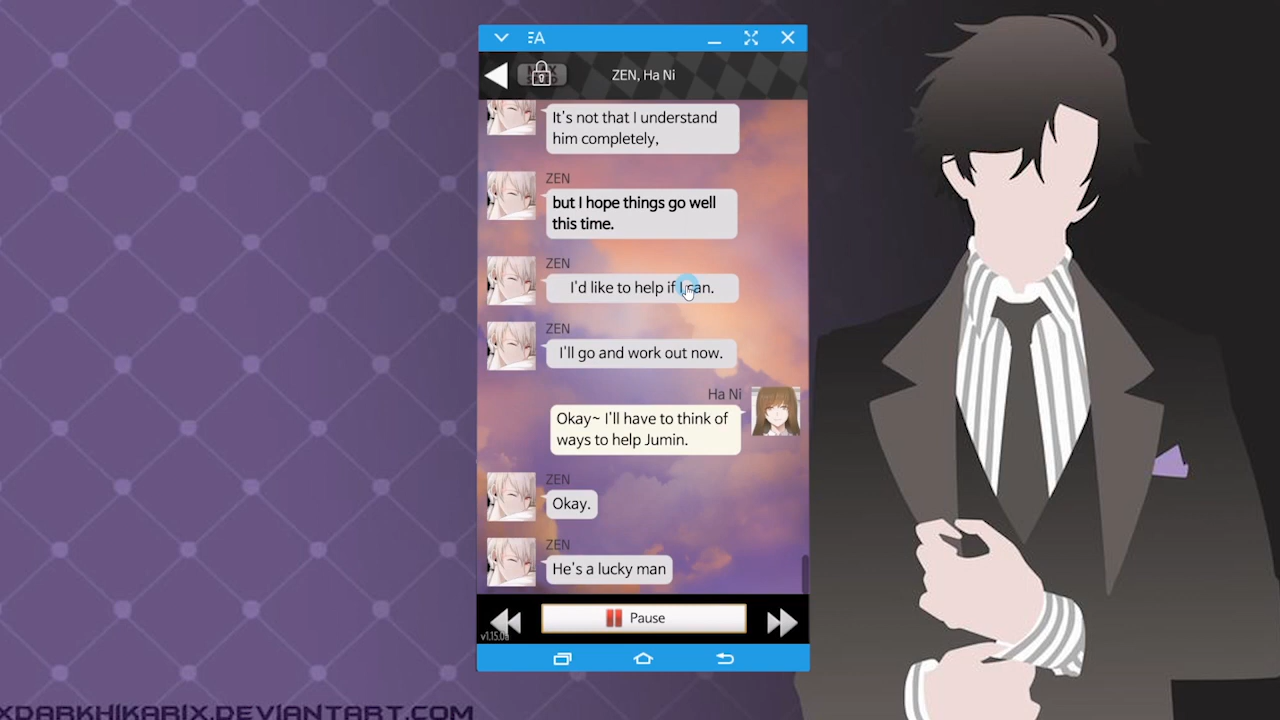 ΞA
ZEN, Ha Ni
It's not that I understand
him completely,
ZEN
but I hope things go well
this time.
ZEN
I'd like to help if I can.
ZEN
I'll go and work out now.
Ha Ni
Okay~ I'll have to think of
ways to help Jumin.
ZEN
Okay.
ZEN
He's a lucky man
Pause
XDARKHIKARIX.DEVIANTART.COM